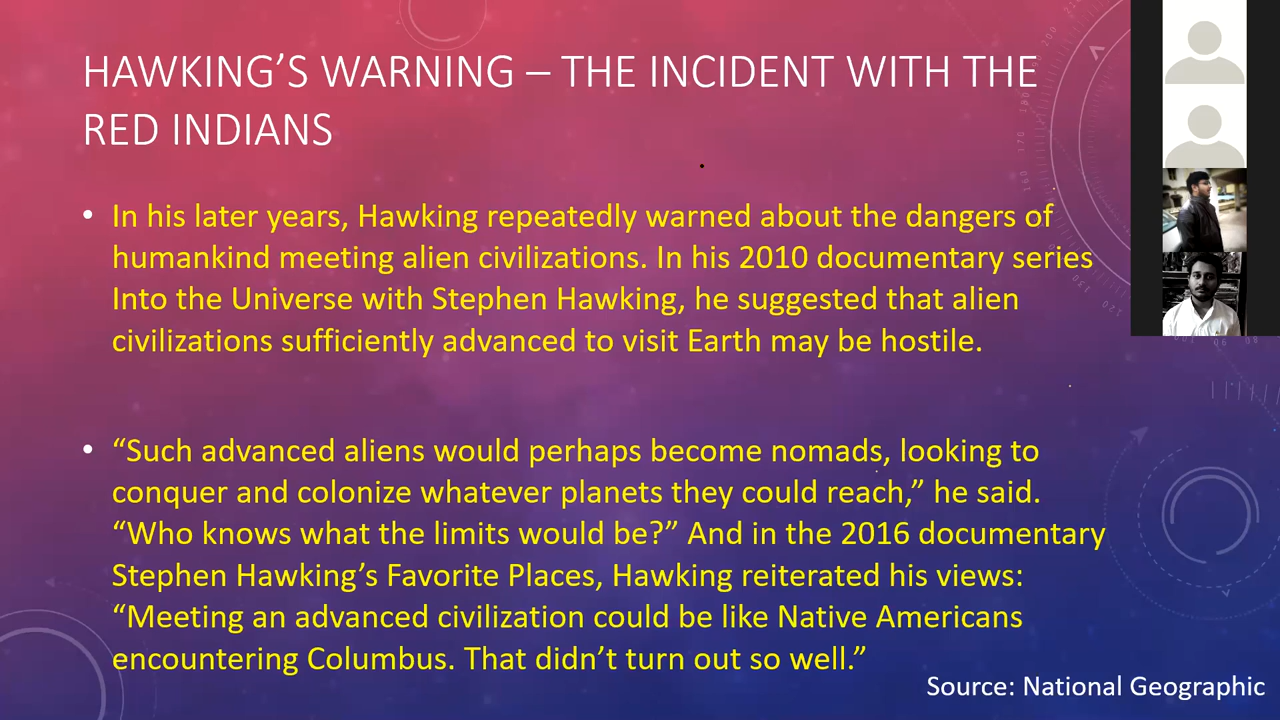 HAWKING’S WARNING – THE INCIDENT WITH THE
RED INDIANS
• In his later years, Hawking repeatedly warned about the dangers of
humankind meeting alien civilizations. In his 2010 documentary series
Into the Universe with Stephen Hawking, he suggested that alien
civilizations sufficiently advanced to visit Earth may be hostile.
• “Such advanced aliens would perhaps become nomads, looking to
conquer and colonize whatever planets they could reach,” he said.
“Who knows what the limits would be?” And in the 2016 documentary
Stephen Hawking’s Favorite Places, Hawking reiterated his views:
“Meeting an advanced civilization could be like Native Americans
encountering Columbus. That didn’t turn out so well.”
Source: National Geographic